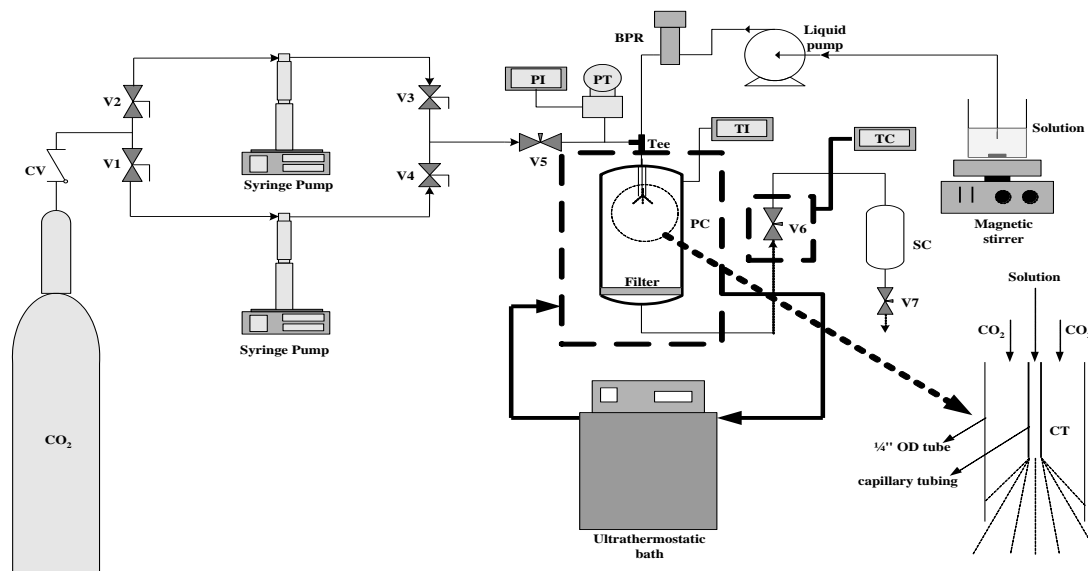 BPR
Liquid
pump
PI
PT
V2
V3
TI
TC
Solution
CV
V1
V5
Tee
V4
Syringe Pump
PC
V6
Magnetic
stirrer
SC
Filter
Solution
V7
CO₂
CO₂
Syringe Pump
CO₂
CT
¼" OD tube
capillary tubing
Ultrathermostatic
bath